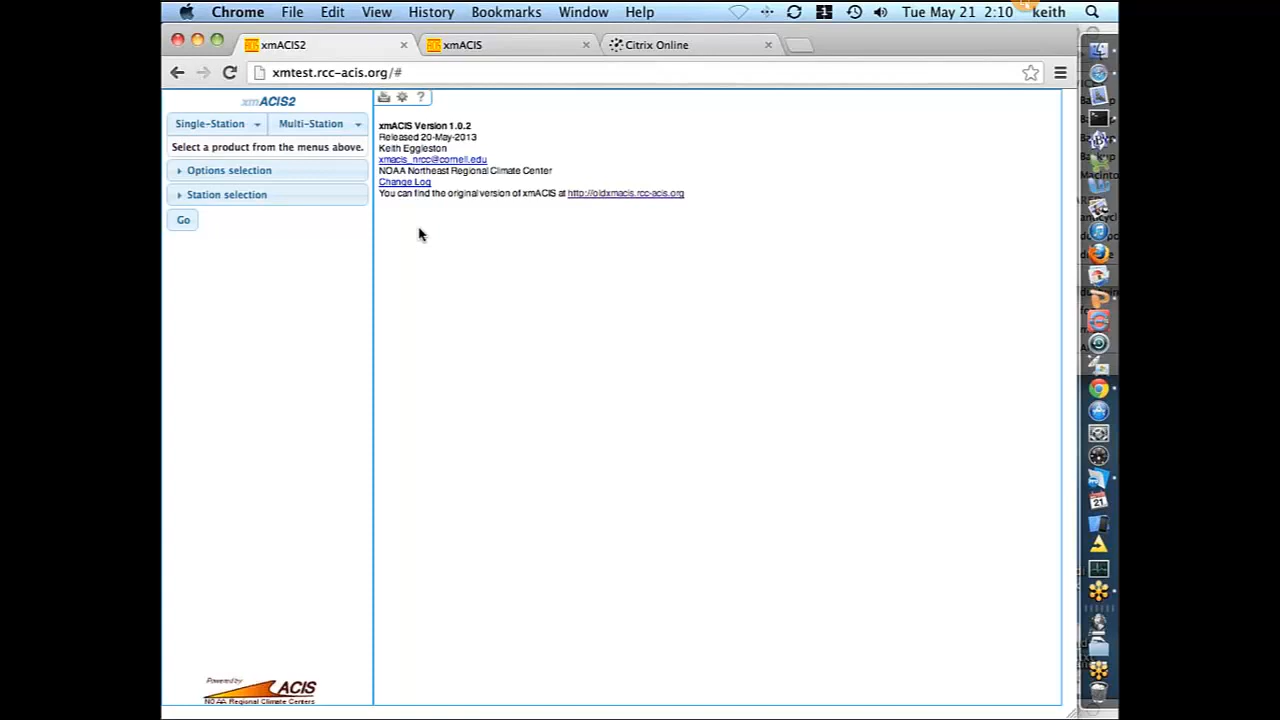 Chrome File Edit View History Bookmarks Window Help 1 Tue May 21 2:10 keith
xmACIS2 xmACIS Citrix Online
xmtest.rcc-acis.org/#
xmACIS2
Single-Station Multi-Station
Select a product from the menus above.
Options selection
Station selection
Go
?
xmACIS Version 1.0.2
Released 20-May-2013
Keith Eggleston
xmacis_nrcc@cornell.edu
NOAA Northeast Regional Climate Center
Change Log
You can find the original version of xmACIS at http://oldxmacis.rcc-acis.org
Powered by
ACIS
NOAA Regional Climate Centers
21